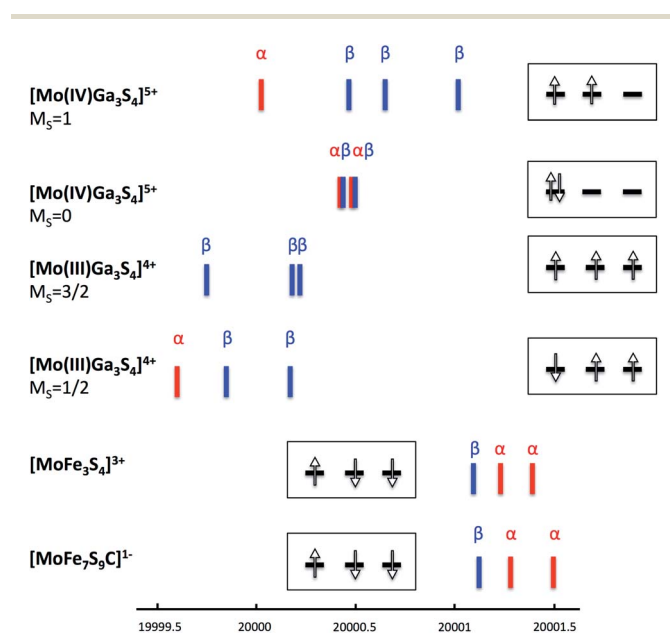 α β β β
[Mo(IV)Ga₃S₄]⁵⁺
Mₛ=1
αβ αβ
[Mo(IV)Ga₃S₄]⁵⁺
Mₛ=0
β ββ
[Mo(III)Ga₃S₄]⁴⁺
Mₛ=3/2
α β β
[Mo(III)Ga₃S₄]⁴⁺
Mₛ=1/2
β α α
[MoFe₃S₄]³⁺
β α α
[MoFe₇S₉C]¹⁻
19999.5 20000 20000.5 20001 20001.5